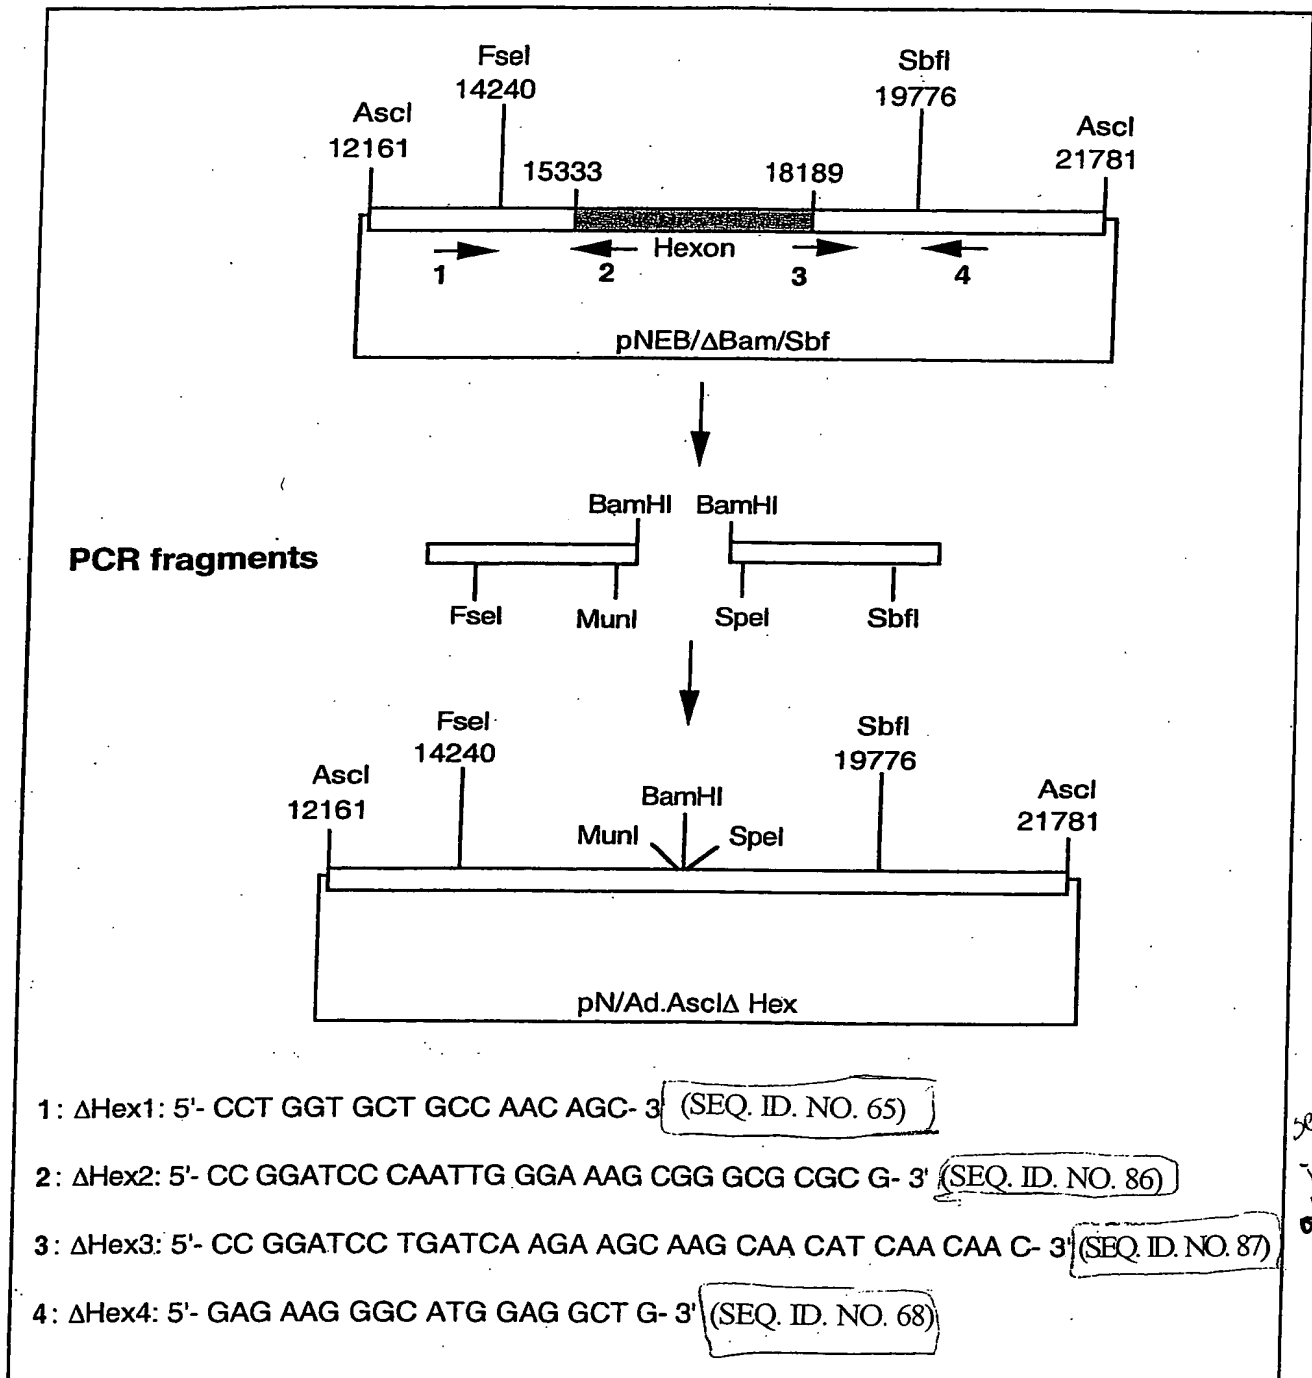 FseI
14240
SbfI
19776
AscI
12161
AscI
21781
15333
18189
Hexon
1
2
3
4
pNEB/ΔBam/Sbf
BamHI BamHI
PCR fragments
FseI
MunI
SpeI
SbfI
FseI
14240
SbfI
19776
AscI
12161
BamHI
AscI
21781
MunI
SpeI
pN/Ad.AscIΔ Hex
1: ΔHex1: 5'- CCT GGT GCT GCC AAC AGC- 3' (SEQ. ID. NO. 65)
2: ΔHex2: 5'- CC GGATCC CAATTG GGA AAG CGG GCG CGC G- 3' (SEQ. ID. NO. 86)
3: ΔHex3: 5'- CC GGATCC TGATCA AGA AGC AAG CAA CAT CAA CAA C- 3' (SEQ. ID. NO. 87)
4: ΔHex4: 5'- GAG AAG GGC ATG GAG GCT G- 3' (SEQ. ID. NO. 68)